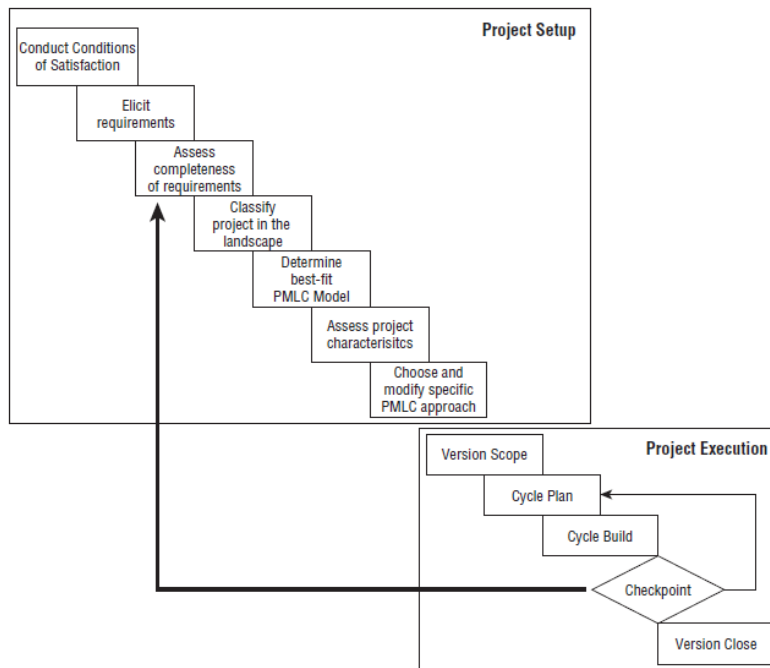 Project Setup
Conduct Conditions
of Satisfaction
Elicit
requirements
Assess
completeness
of requirements
Classify
project in the
landscape
Determine
best-fit
PMLC Model
Assess project
characterisitcs
Choose and
modify specific
PMLC approach
Project Execution
Version Scope
Cycle Plan
Cycle Build
Checkpoint
Version Close